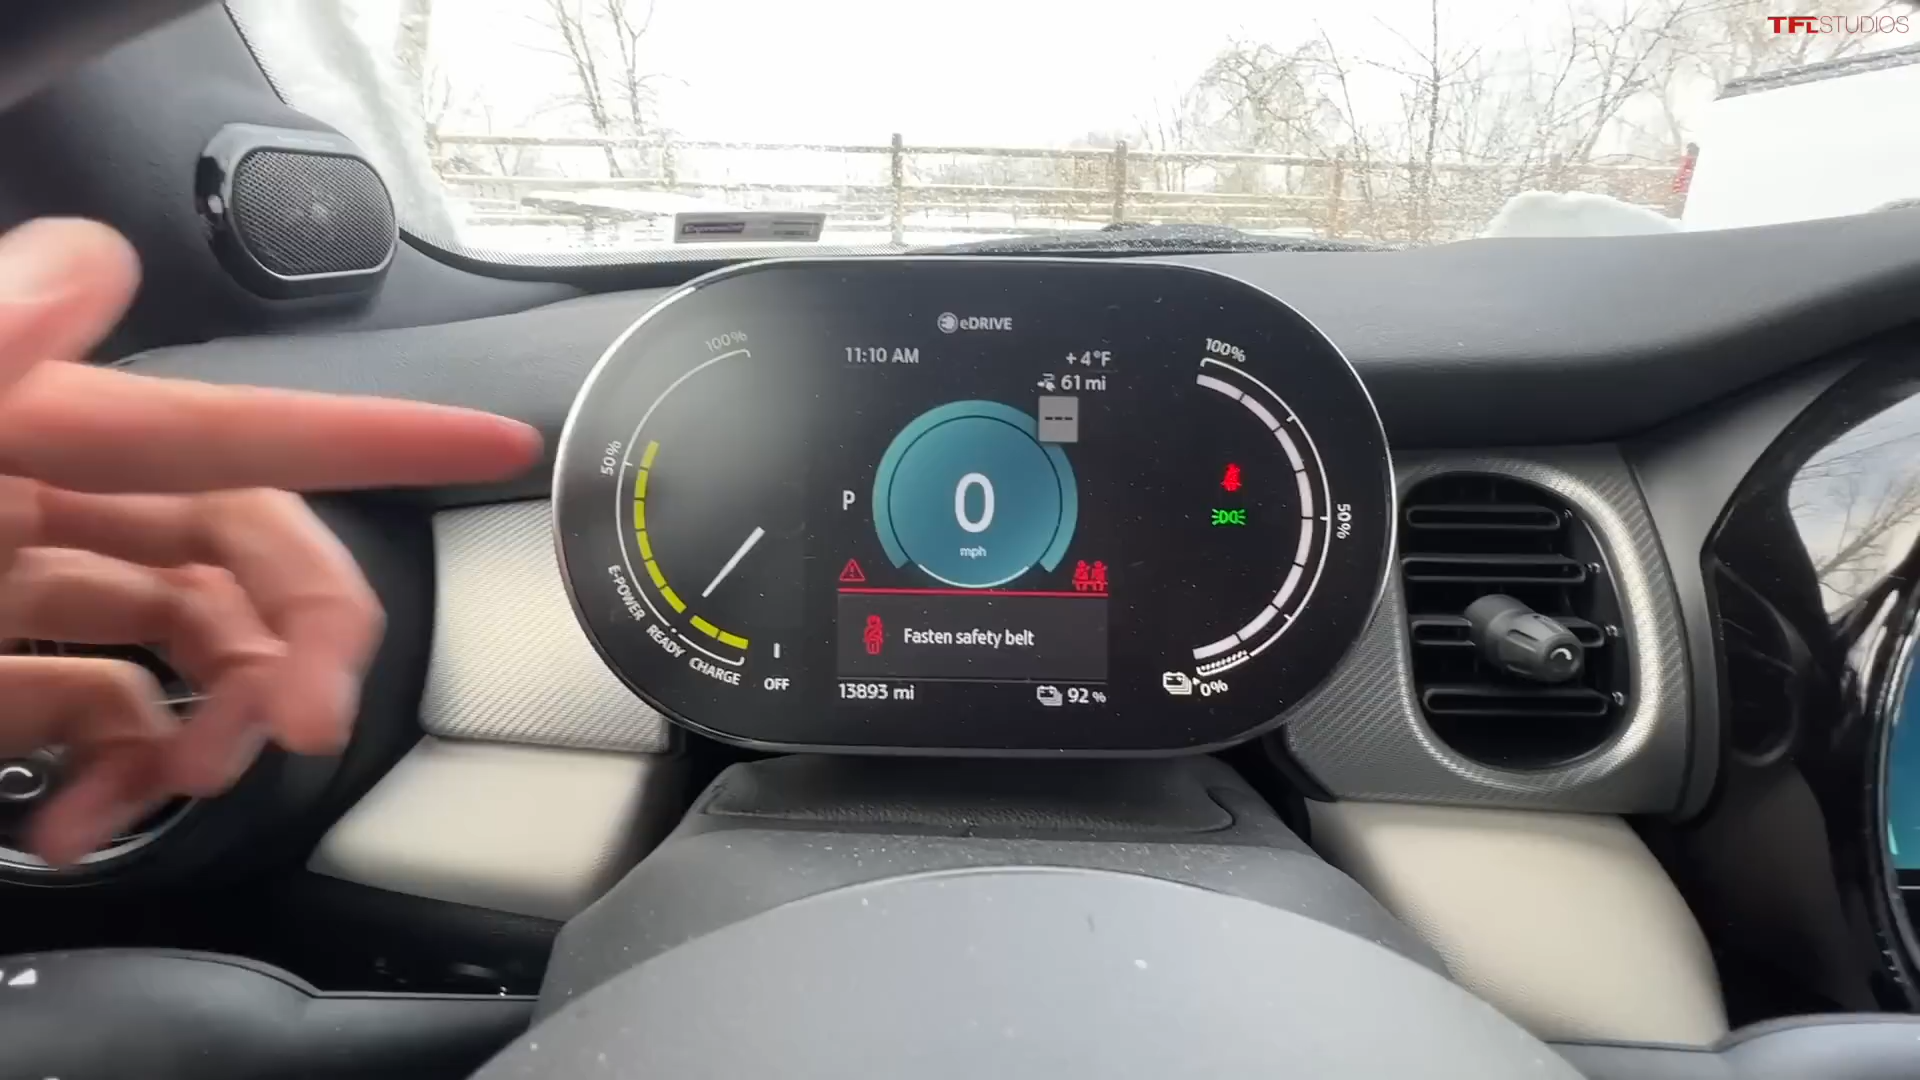 TFLSTUDIOS
eDRIVE
11:10 AM
+4°F
61 mi
---
100%
50%
E-POWER
READY
CHARGE
OFF
P
0
mph
Fasten safety belt
13893 mi
92 %
100%
50%
0%